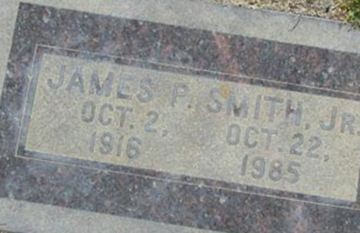 JAMES P. SMITH, JR
OCT. 2, OCT. 22,
1916 1985